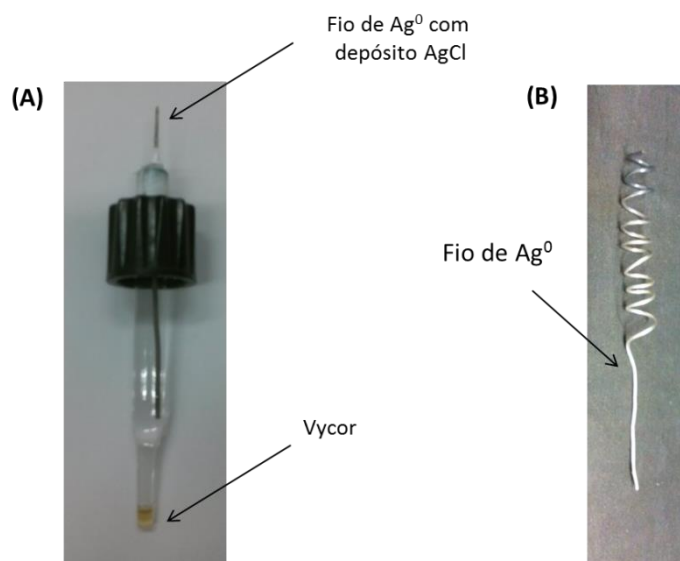 Fio de Ag⁰ com
depósito AgCl
(A)
(B)
Fio de Ag⁰
Vycor